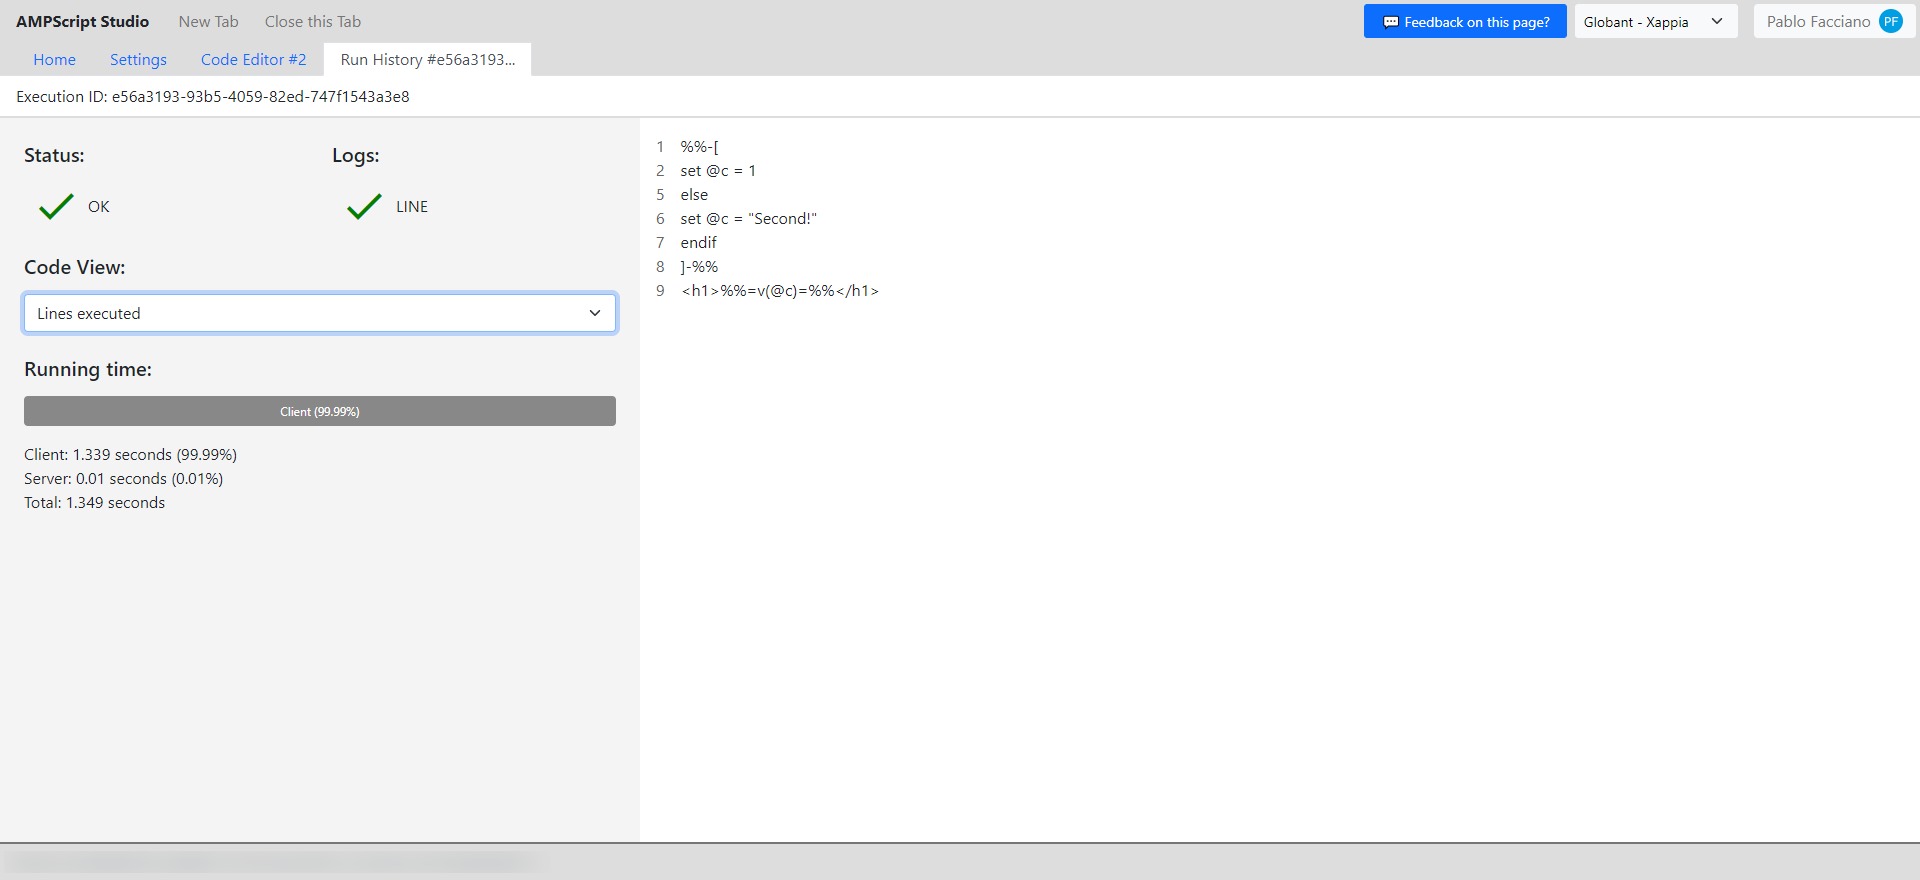 AMPScript Studio New Tab Close this Tab
💬 Feedback on this page? Globant - Xappia Pablo Facciano PF
Home Settings Code Editor #2 Run History #e56a3193...
Execution ID: e56a3193-93b5-4059-82ed-747f1543a3e8
Status: Logs:
OK LINE
Code View:
Lines executed
Running time:
Client (99.99%)
Client: 1.339 seconds (99.99%)
Server: 0.01 seconds (0.01%)
Total: 1.349 seconds
1 %%-[
2 set @c = 1
5 else
6 set @c = "Second!"
7 endif
8 ]-%%
9 <h1>%%=v(@c)=%%</h1>